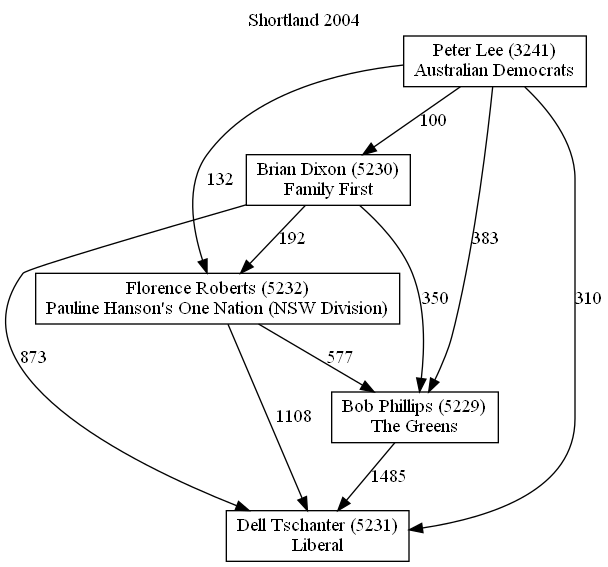 Shortland 2004
Peter Lee (3241)
Australian Democrats
100
Brian Dixon (5230)
Family First
132
192
383
350
310
Florence Roberts (5232)
Pauline Hanson's One Nation (NSW Division)
873
577
Bob Phillips (5229)
The Greens
1108
1485
Dell Tschanter (5231)
Liberal